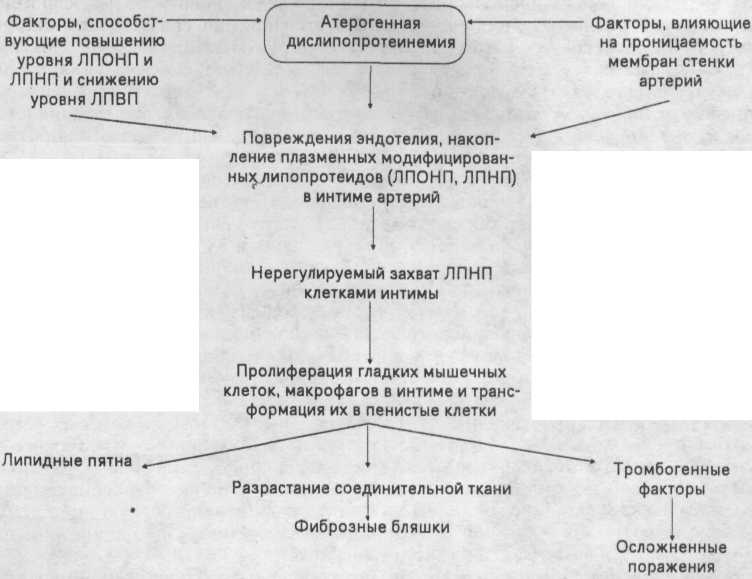 Факторы, способст-
вующие повышению
уровня ЛПОНП и
ЛПНП и снижению
уровня ЛПВП
Атерогенная
дислипопротеинемия
Факторы, влияющие
на проницаемость
мембран стенки
артерий
Повреждения эндотелия, накоп-
ление плазменных модифицирован-
ных липопротеидов (ЛПОНП, ЛПНП)
в интиме артерий
Нерегулируемый захват ЛПНП
клетками интимы
Пролиферация гладких мышечных
клеток, макрофагов в интиме и транс-
формация их в пенистые клетки
Липидные пятна
Разрастание соединительной ткани
Фиброзные бляшки
Тромбогенные
факторы
Осложненные
поражения